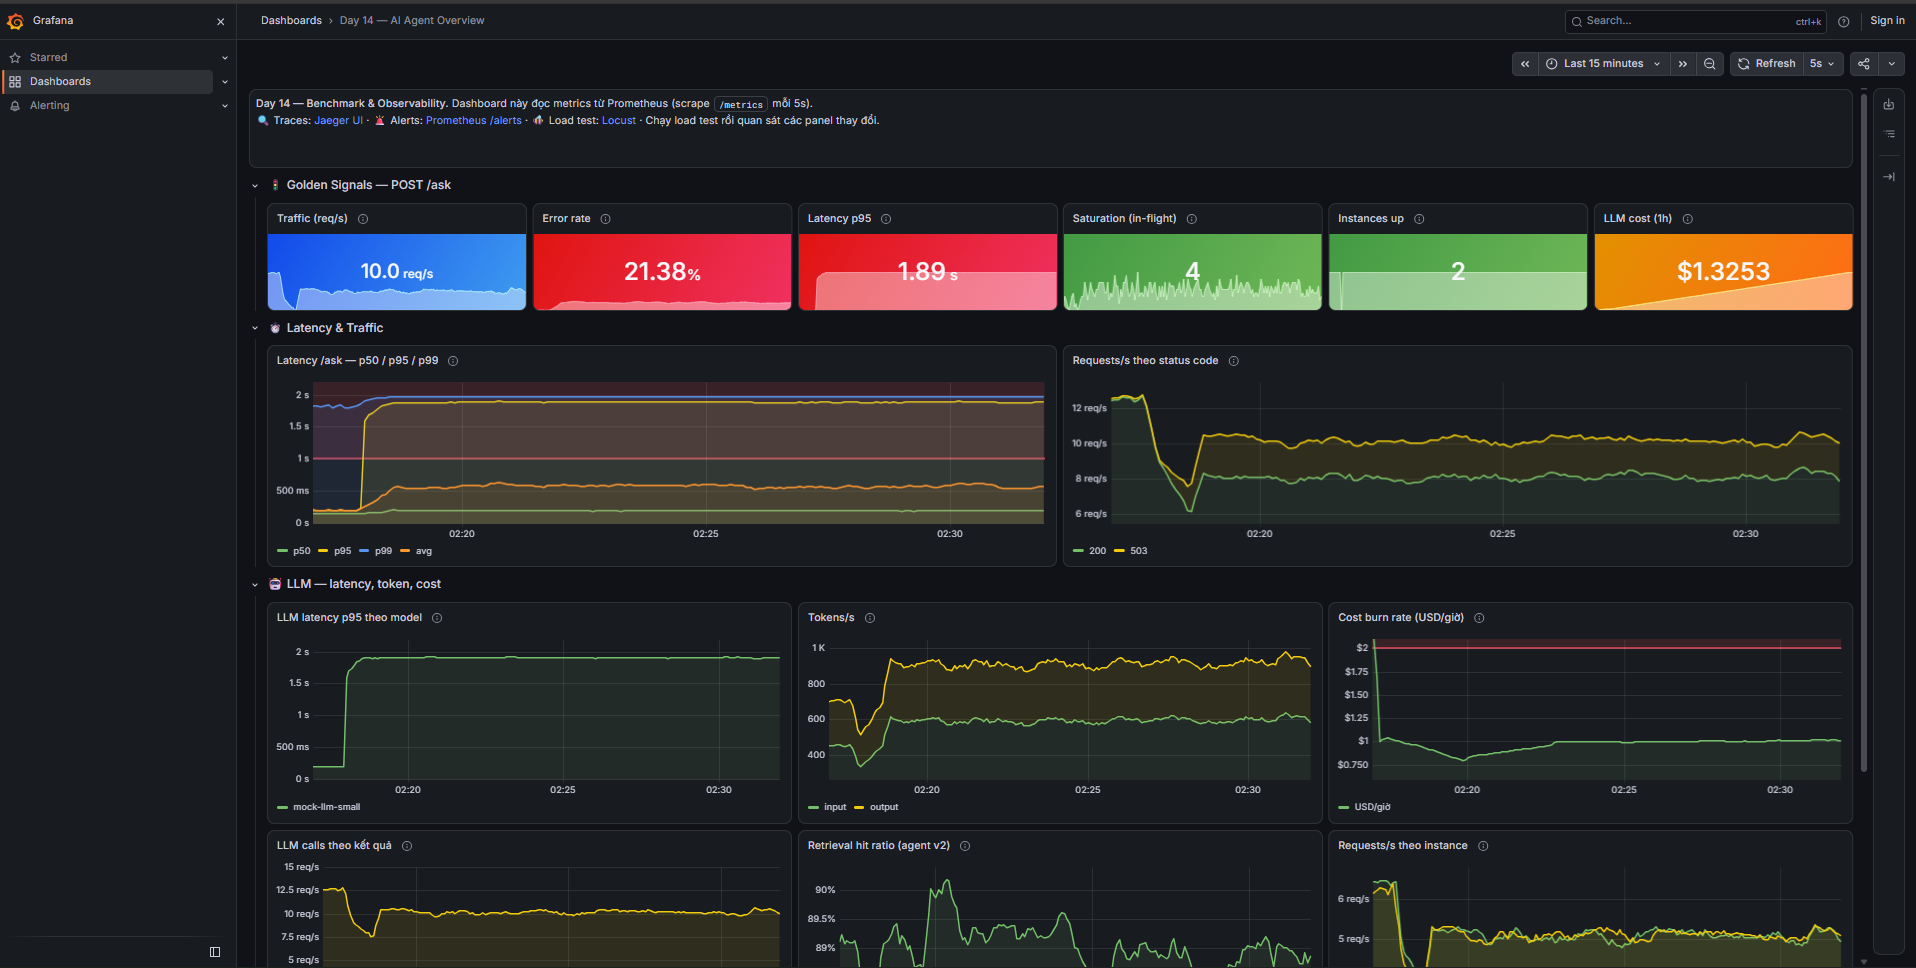 Grafana
Dashboards › Day 14 — AI Agent Overview
Search...
ctrl+k
Sign in
Starred
Dashboards
Alerting
Last 15 minutes
Refresh
5s
Day 14 — Benchmark & Observability. Dashboard này đọc metrics từ Prometheus (scrape /metrics mỗi 5s).
Traces: Jaeger UI · Alerts: Prometheus /alerts · Load test: Locust · Chạy load test rồi quan sát các panel thay đổi.
Golden Signals — POST /ask
Traffic (req/s)
10.0 req/s
Error rate
21.38%
Latency p95
1.89 s
Saturation (in-flight)
4
Instances up
2
LLM cost (1h)
$1.3253
Latency & Traffic
Latency /ask — p50 / p95 / p99
2 s
1.5 s
1 s
500 ms
0 s
02:20
02:25
02:30
p50
p95
p99
avg
Requests/s theo status code
12 req/s
10 req/s
8 req/s
6 req/s
02:20
02:25
02:30
200
503
LLM — latency, token, cost
LLM latency p95 theo model
2 s
1.5 s
1 s
500 ms
0 s
02:20
02:25
02:30
mock-llm-small
Tokens/s
1 K
800
600
400
02:20
02:25
02:30
input
output
Cost burn rate (USD/giờ)
$2
$1.75
$1.50
$1.25
$1
$0.750
02:20
02:25
02:30
USD/giờ
LLM calls theo kết quả
15 req/s
12.5 req/s
10 req/s
7.5 req/s
5 req/s
Retrieval hit ratio (agent v2)
90%
89.5%
89%
Requests/s theo instance
6 req/s
5 req/s